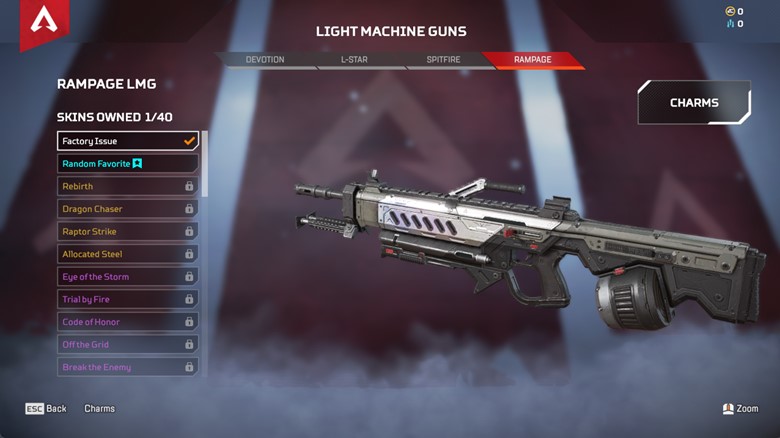 0
0
LIGHT MACHINE GUNS
DEVOTION L-STAR SPITFIRE RAMPAGE
RAMPAGE LMG
CHARMS
SKINS OWNED 1/40
Factory Issue
Random Favorite
Rebirth
Dragon Chaser
Raptor Strike
Allocated Steel
Eye of the Storm
Trial by Fire
Code of Honor
Off the Grid
Break the Enemy
ESC Back Charms Zoom